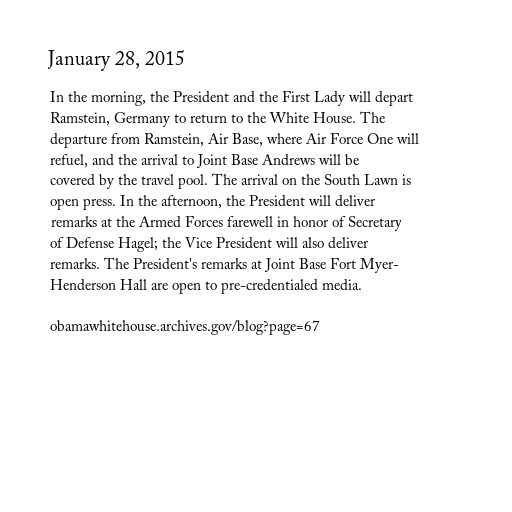 January 28, 2015
In the morning, the President and the First Lady will depart
Ramstein, Germany to return to the White House. The
departure from Ramstein, Air Base, where Air Force One will
refuel, and the arrival to Joint Base Andrews will be
covered by the travel pool. The arrival on the South Lawn is
open press. In the afternoon, the President will deliver
remarks at the Armed Forces farewell in honor of Secretary
of Defense Hagel; the Vice President will also deliver
remarks. The President's remarks at Joint Base Fort Myer-
Henderson Hall are open to pre-credentialed media.
obamawhitehouse.archives.gov/blog?page=67